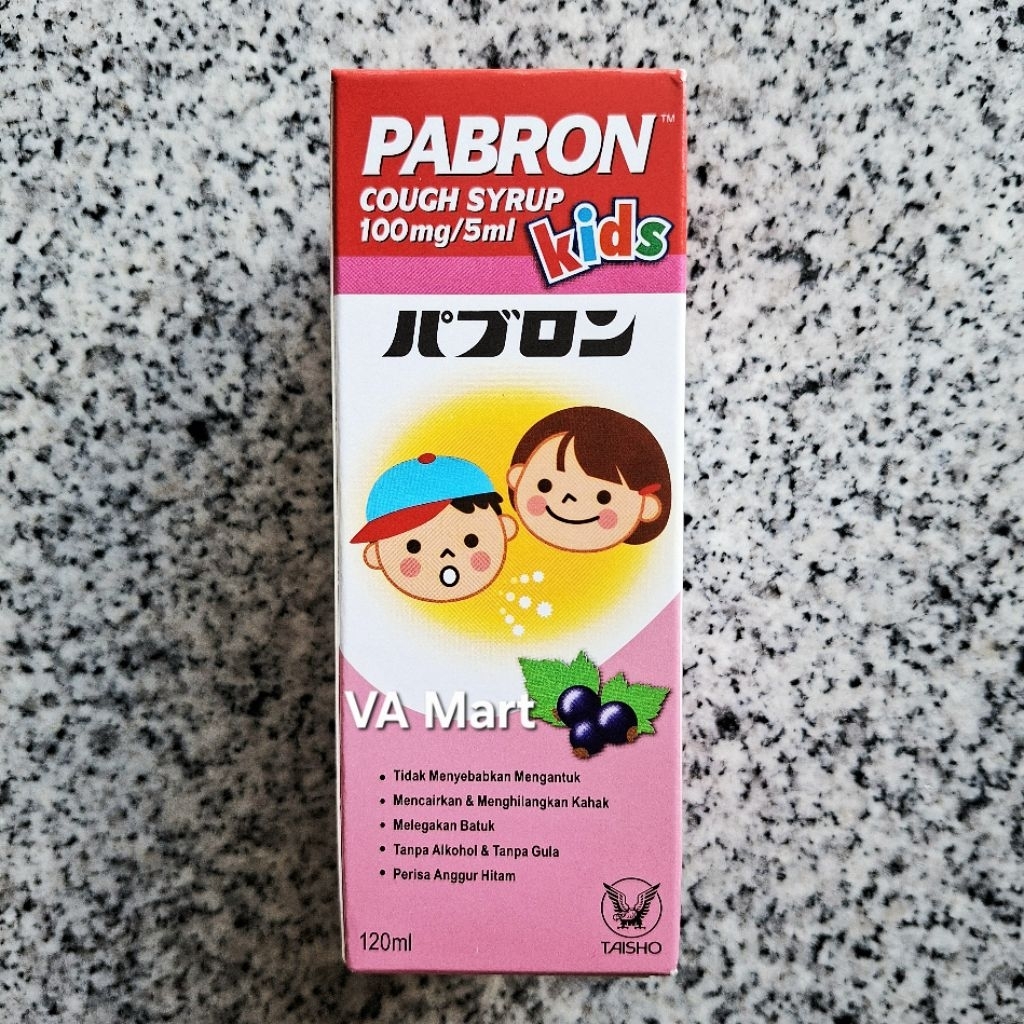 PABRON™
COUGH SYRUP
100mg/5ml
kids
パブロン
VA Mart
• Tidak Menyebabkan Mengantuk
• Mencairkan & Menghilangkan Kahak
• Melegakan Batuk
• Tanpa Alkohol & Tanpa Gula
• Perisa Anggur Hitam
120ml
TAISHO